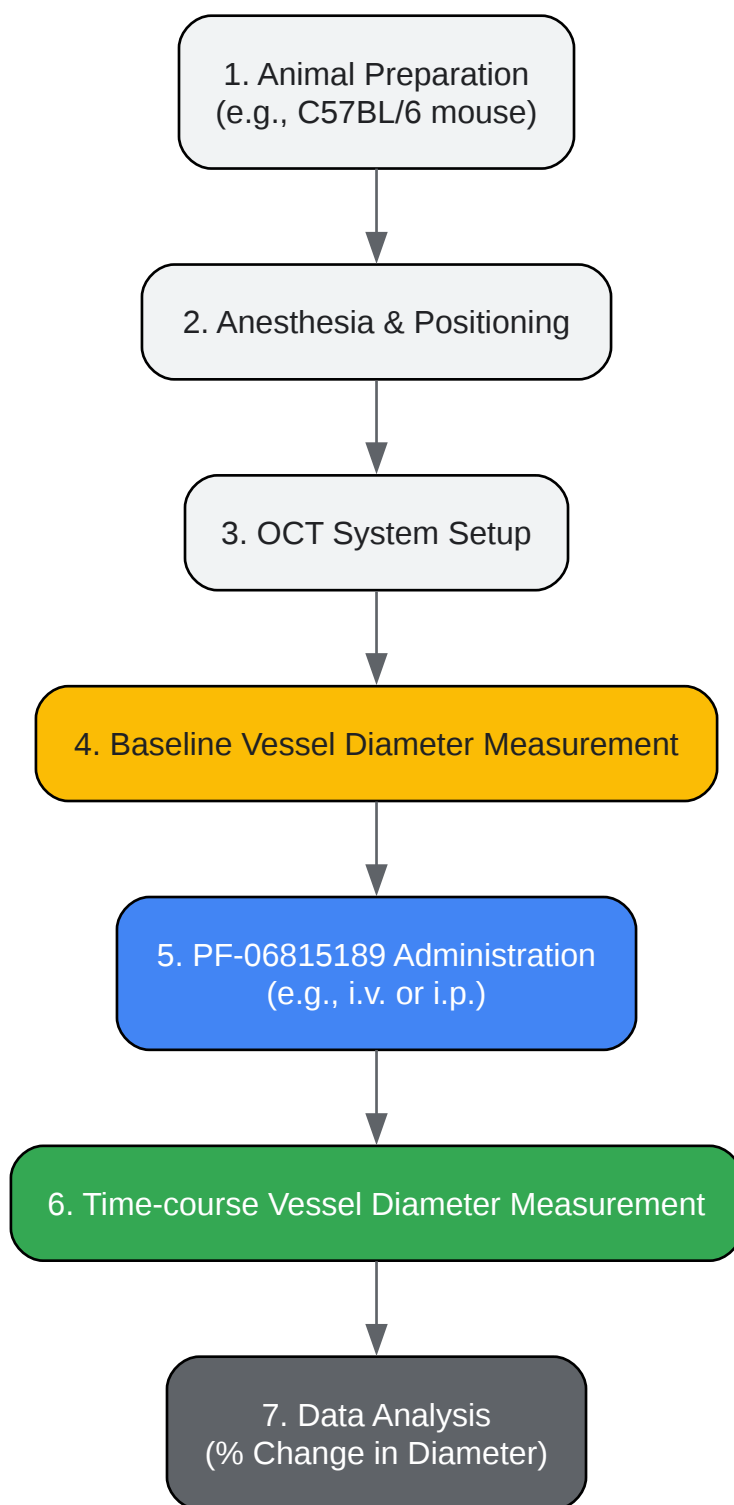 1. Animal Preparation
(e.g., C57BL/6 mouse)
2. Anesthesia & Positioning
3. OCT System Setup
4. Baseline Vessel Diameter Measurement
5. PF-06815189 Administration
(e.g., i.v. or i.p.)
6. Time-course Vessel Diameter Measurement
7. Data Analysis
(% Change in Diameter)